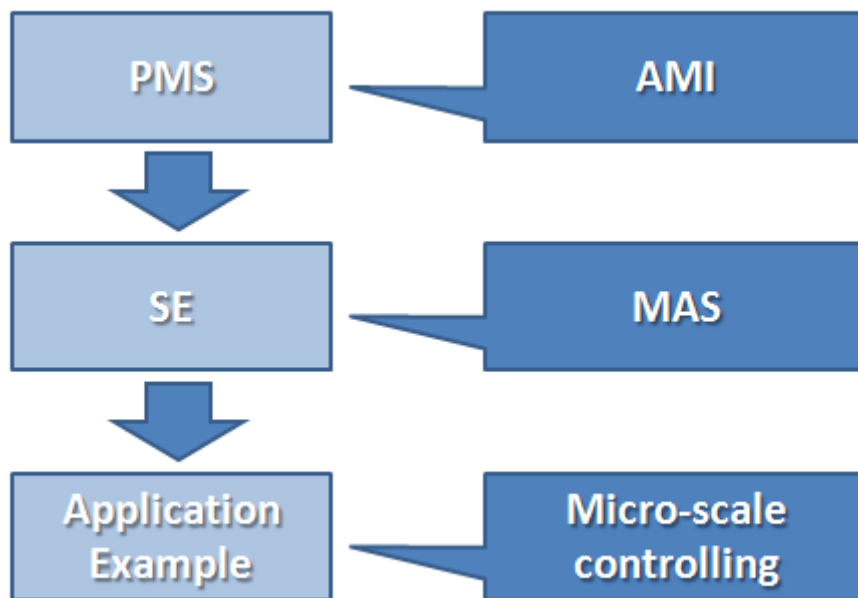 PMS
AMI
SE
MAS
Application
Example
Micro-scale
controlling